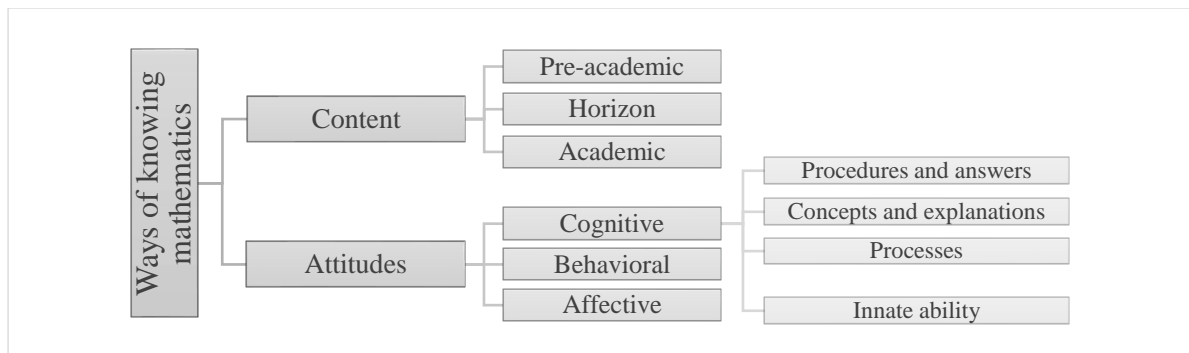 Ways of knowing
mathematics
Content
Pre-academic
Horizon
Academic
Attitudes
Cognitive
Procedures and answers
Concepts and explanations
Processes
Innate ability
Behavioral
Affective